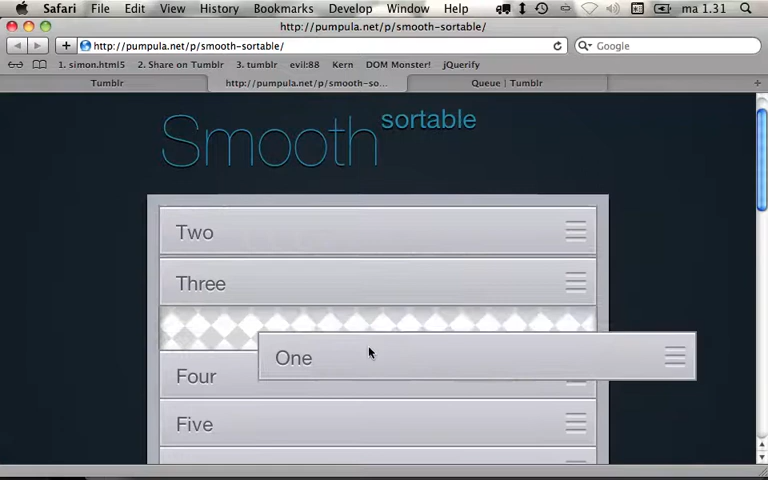 Safari File Edit View History Bookmarks Develop Window Help ma 1.31
http://pumpula.net/p/smooth-sortable/
http://pumpula.net/p/smooth-sortable/ Google
1. simon.html5 2. Share on Tumblr 3. tumblr evil:88 Kern DOM Monster! jQuerify
Tumblr http://pumpula.net/p/smooth-so... Queue | Tumblr
Smooth sortable
Two
Three
One
Four
Five